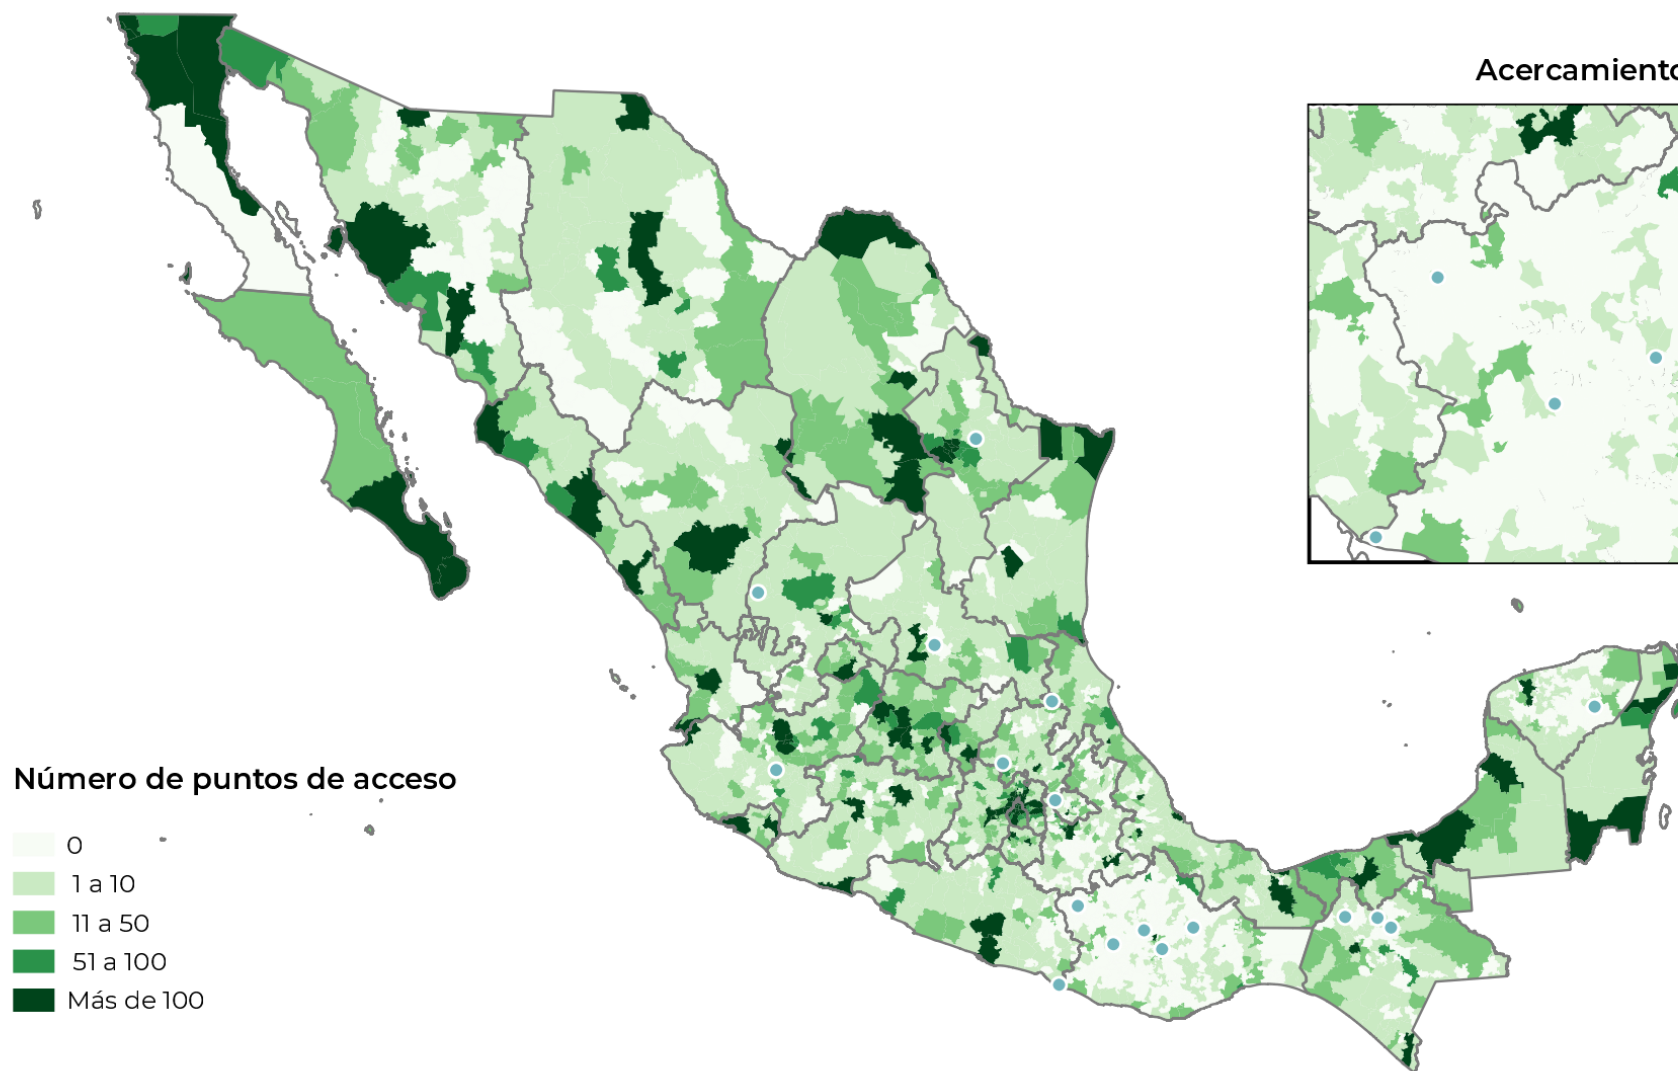 Acercamiento
Número de puntos de acceso
0
1 a 10
11 a 50
51 a 100
Más de 100